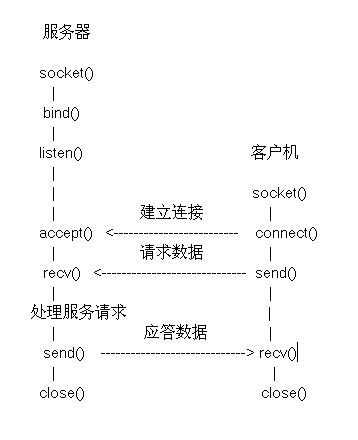 服务器
socket()
bind()
listen()
客户机
socket()
建立连接
accept()
connect()
请求数据
recv()
send()
处理服务请求
应答数据
send()
recv()
close()
close()